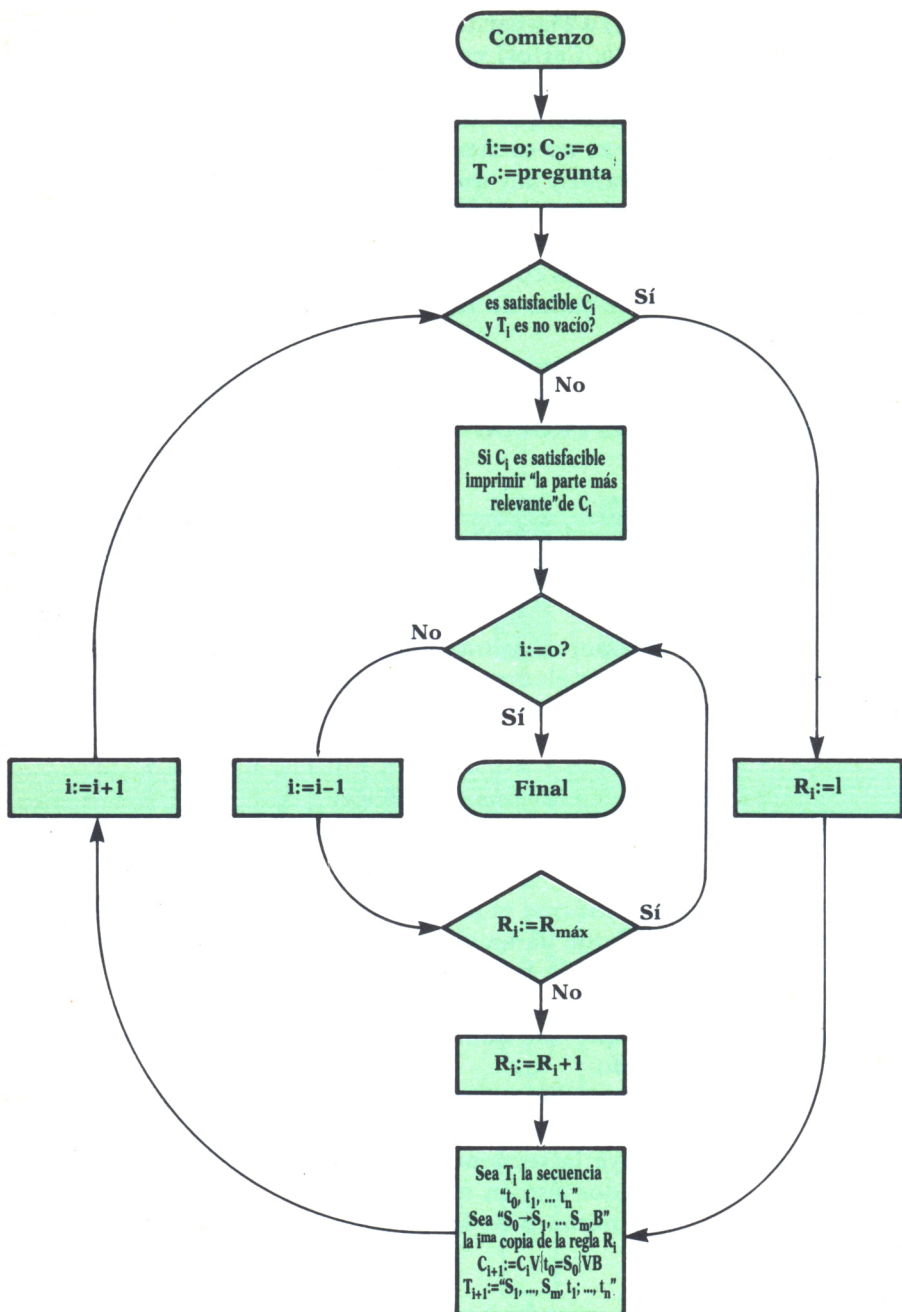 Comienzo
i:=o; C₀:=ø
T₀:=pregunta
es satisfacible Cᵢ
y Tᵢ es no vacío?
Sí
No
Si Cᵢ es satisfacible
imprimir “la parte más
relevante”de Cᵢ
No
i:=o?
Sí
i:=i+1
i:=i−1
Final
Rᵢ:=l
Rᵢ:=Rmáx
Sí
No
Rᵢ:=Rᵢ+1
Sea Tᵢ la secuencia
“t₀, t₁, ... tₙ”
Sea “S₀→S₁, ... Sₘ,B”
la iᵐᵃ copia de la regla Rᵢ
Cᵢ₊₁:=CᵢV{t₀=S₀}VB
Tᵢ₊₁:=“S₁, ..., Sₘ, t₁; ..., tₙ”